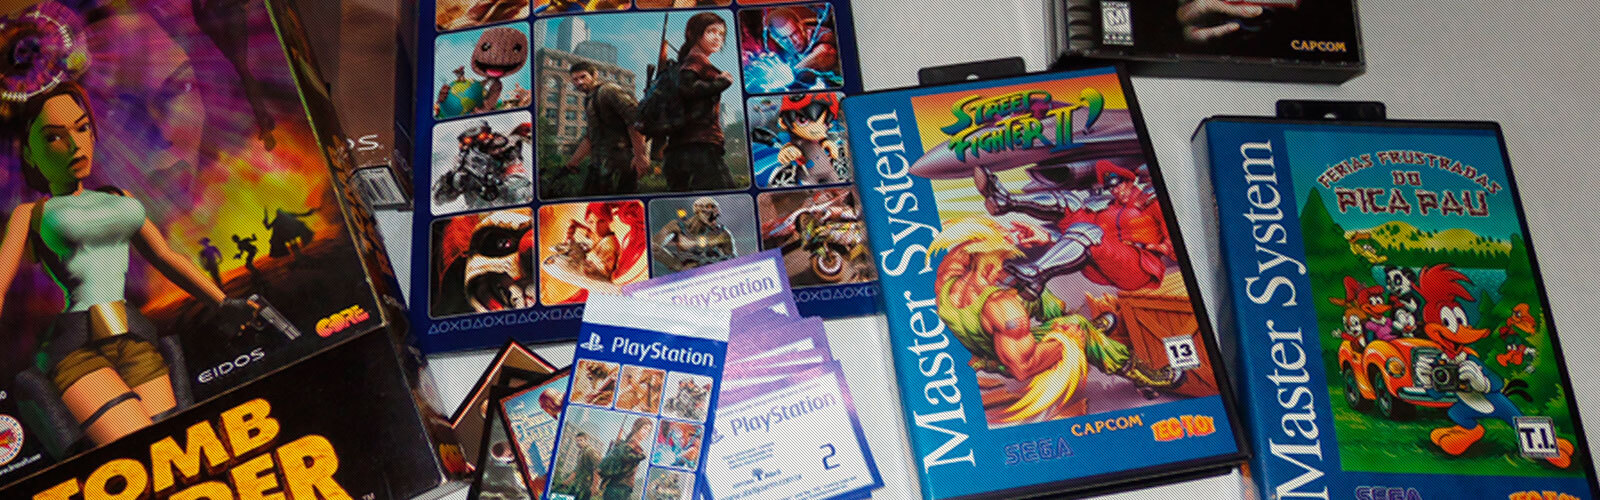 CORE
EIDOS
TOMB
PlayStation
PlayStation
PlayStation
2
Master System
STREET
FIGHTER II'
13
CAPCOM
SEGA
TEC TOY
M
CAPCOM
Master System
FÉRIAS FRUSTRADAS
DO
PICA PAU
T.I.
SEGA